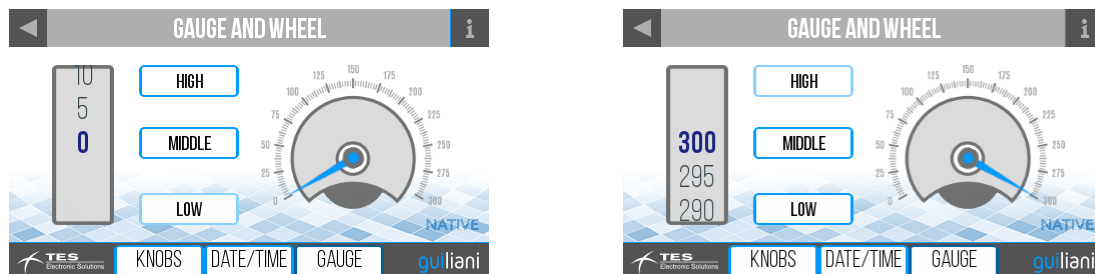 GAUGE AND WHEEL
i
10
5
0
HIGH
MIDDLE
LOW
0
25
50
75
100
125
150
175
200
225
250
275
300
NATIVE
TES
Electronic Solutions
KNOBS
DATE/TIME
GAUGE
guiliani
GAUGE AND WHEEL
i
300
295
290
HIGH
MIDDLE
LOW
0
25
50
75
100
125
150
175
200
225
250
275
300
NATIVE
TES
Electronic Solutions
KNOBS
DATE/TIME
GAUGE
guiliani